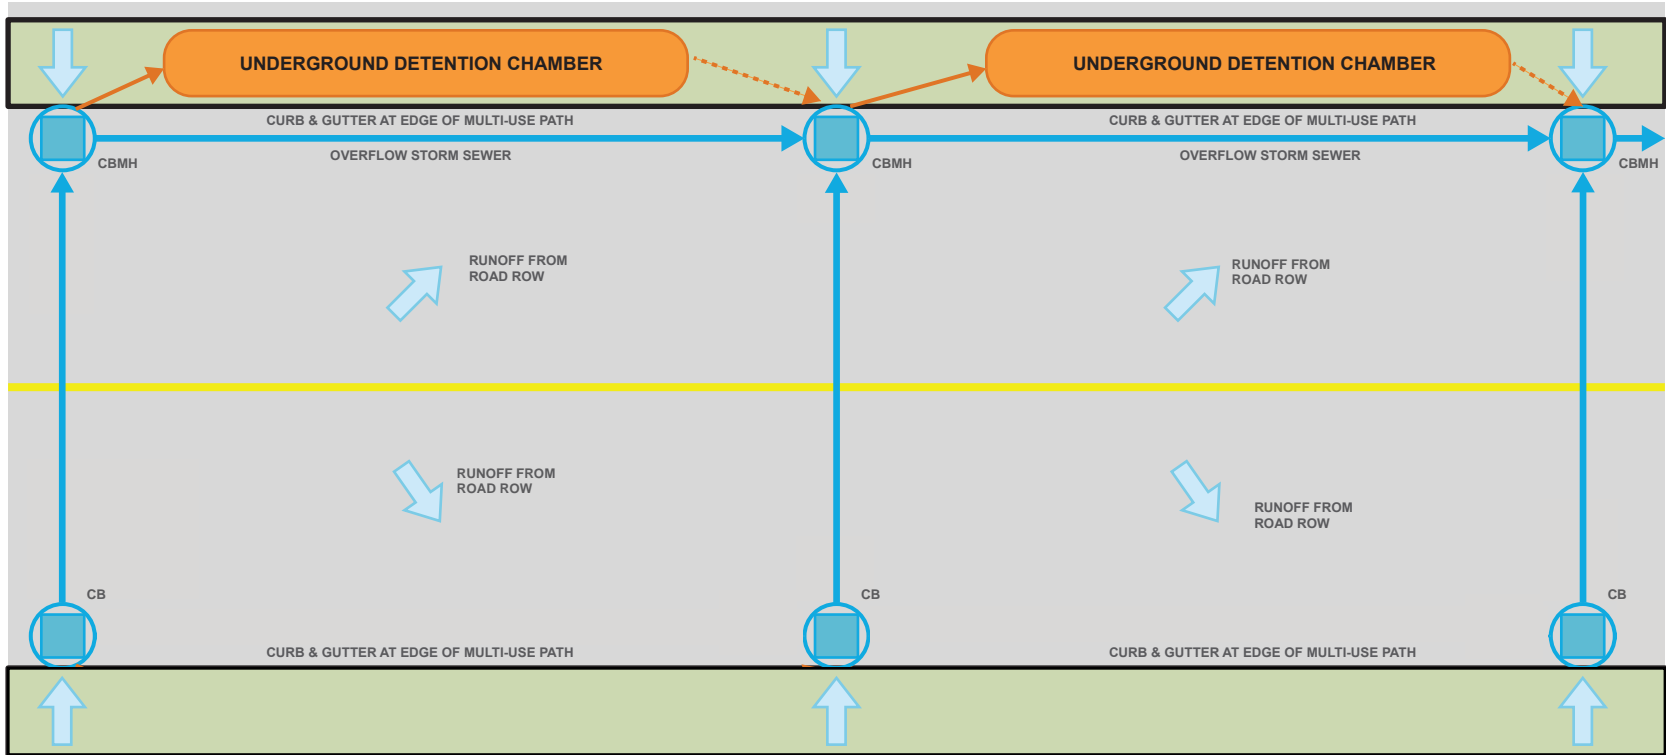 UNDERGROUND DETENTION CHAMBER
UNDERGROUND DETENTION CHAMBER
CURB & GUTTER AT EDGE OF MULTI-USE PATH
CURB & GUTTER AT EDGE OF MULTI-USE PATH
OVERFLOW STORM SEWER
OVERFLOW STORM SEWER
CBMH
CBMH
CBMH
RUNOFF FROM
ROAD ROW
RUNOFF FROM
ROAD ROW
RUNOFF FROM
ROAD ROW
RUNOFF FROM
ROAD ROW
CB
CB
CB
CURB & GUTTER AT EDGE OF MULTI-USE PATH
CURB & GUTTER AT EDGE OF MULTI-USE PATH